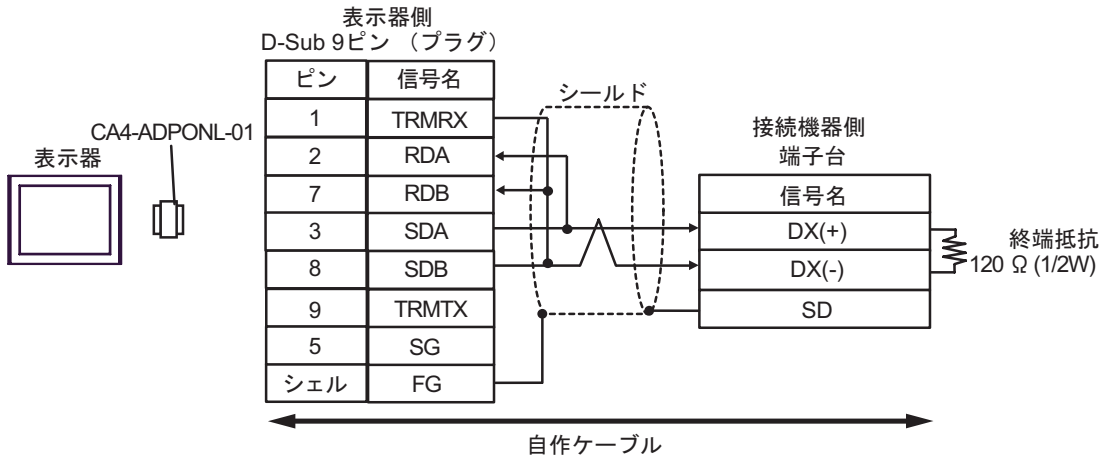 表示器側
D-Sub 9ピン （プラグ）
ピン 信号名
1 TRMRX
2 RDA
7 RDB
3 SDA
8 SDB
9 TRMTX
5 SG
シェル FG
CA4-ADPONL-01
表示器
シールド
接続機器側
端子台
信号名
DX(+)
DX(-)
SD
終端抵抗
120 Ω (1/2W)
自作ケーブル